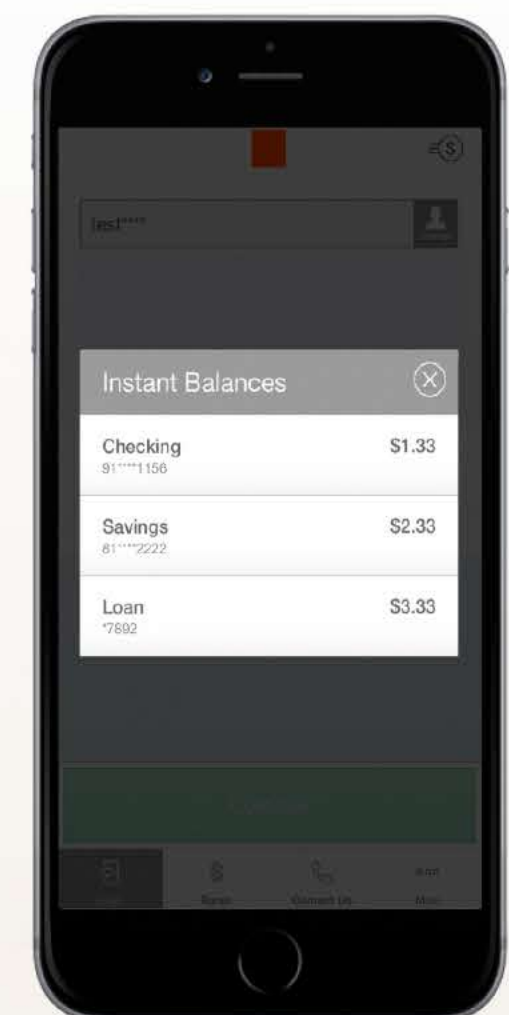 test****
Instant Balances
Checking
$1.33
91****1156
Savings
$2.33
81****2222
Loan
$3.33
*7892
Contact Us
More